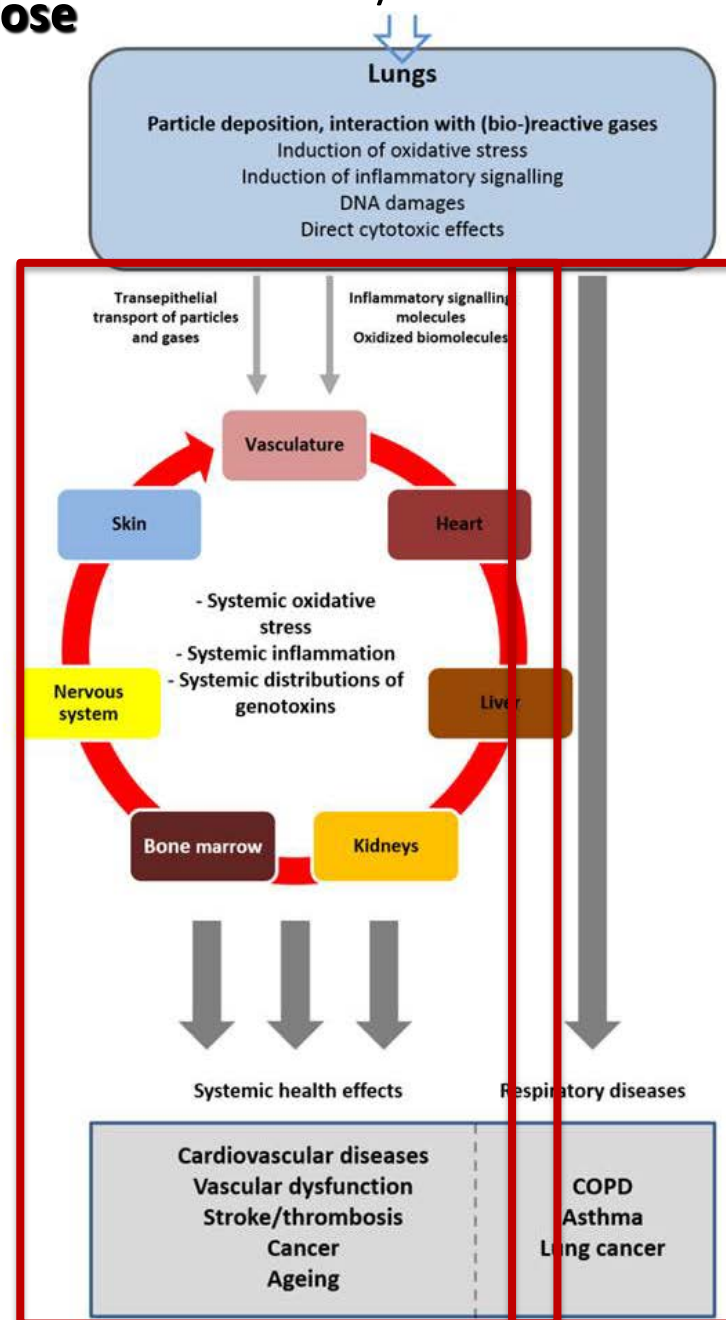 Lungs
Particle deposition, interaction with (bio-)reactive gases
Induction of oxidative stress
Induction of inflammatory signalling
DNA damages
Direct cytotoxic effects
Transepithelial
transport of particles
and gases
Inflammatory signalling
molecules
Oxidized biomolecules
Vasculature
Skin
Heart
- Systemic oxidative
stress
- Systemic inflammation
- Systemic distributions of
genotoxins
Nervous
system
Liver
Bone marrow
Kidneys
Systemic health effects
Respiratory diseases
Cardiovascular diseases
Vascular dysfunction
Stroke/thrombosis
Cancer
Ageing
COPD
Asthma
Lung cancer